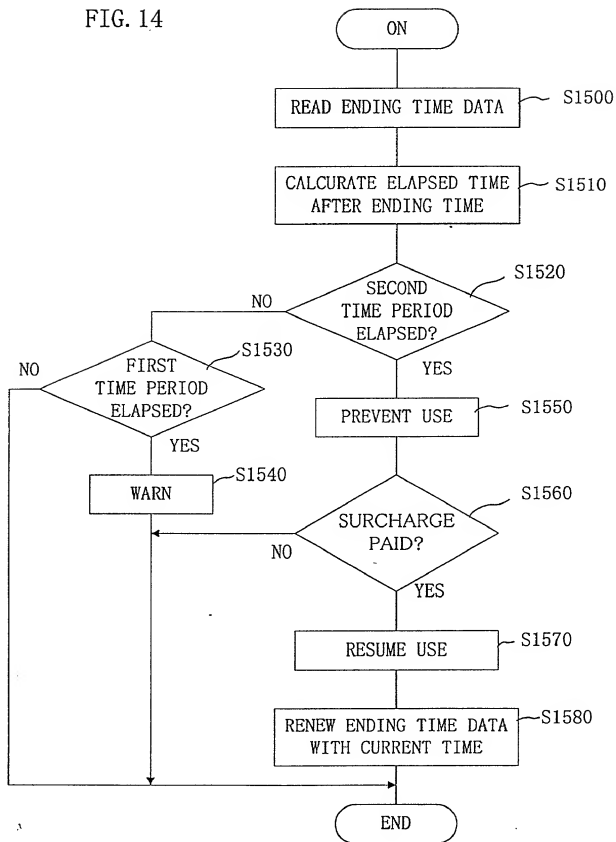 FIG. 14
ON
READ ENDING TIME DATA
S1500
CALCURATE ELAPSED TIME
AFTER ENDING TIME
S1510
S1520
SECOND
TIME PERIOD
ELAPSED?
NO
YES
S1530
FIRST
TIME PERIOD
ELAPSED?
NO
YES
PREVENT USE
S1550
S1540
WARN
S1560
SURCHARGE
PAID?
NO
YES
RESUME USE
S1570
RENEW ENDING TIME DATA
WITH CURRENT TIME
S1580
END